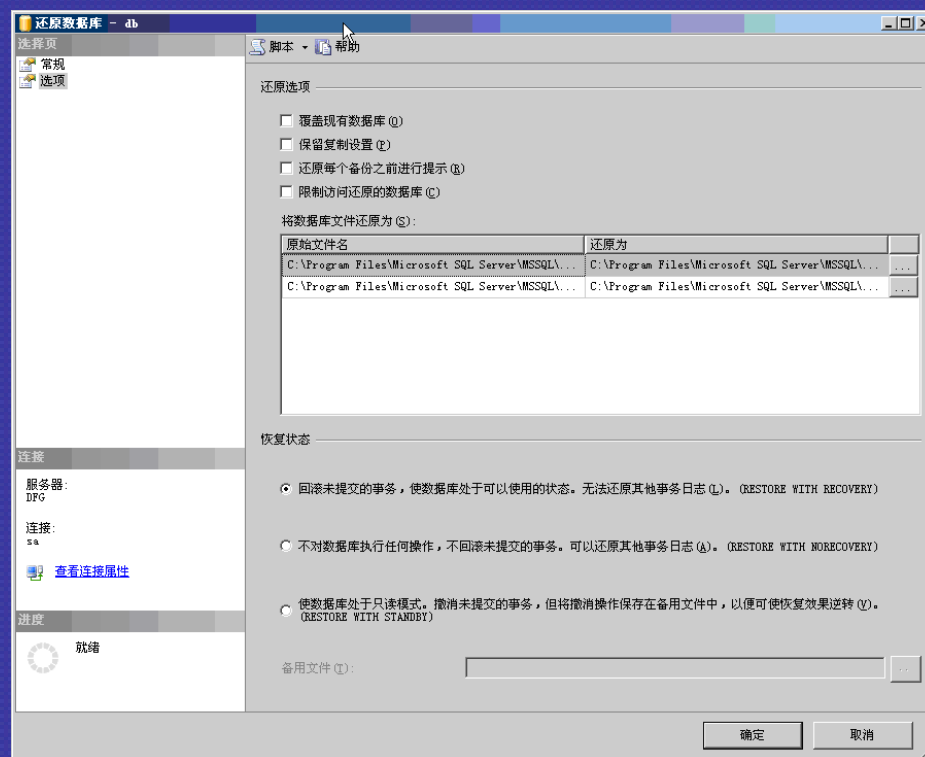 还原数据库 - db
选择页
常规
选项
脚本
帮助
还原选项
覆盖现有数据库(O)
保留复制设置(P)
还原每个备份之前进行提示(R)
限制访问还原的数据库(C)
将数据库文件还原为(S):
原始文件名 还原为
C:\Program Files\Microsoft SQL Server\MSSQL\... C:\Program Files\Microsoft SQL Server\MSSQL\... ...
C:\Program Files\Microsoft SQL Server\MSSQL\... C:\Program Files\Microsoft SQL Server\MSSQL\... ...
恢复状态
回滚未提交的事务，使数据库处于可以使用的状态。无法还原其他事务日志(L)。(RESTORE WITH RECOVERY)
不对数据库执行任何操作，不回滚未提交的事务。可以还原其他事务日志(A)。(RESTORE WITH NORECOVERY)
使数据库处于只读模式。撤消未提交的事务，但将撤消操作保存在备用文件中，以便可使恢复效果逆转(V)。
(RESTORE WITH STANDBY)
备用文件(T):
连接
服务器:
DFG
连接:
sa
查看连接属性
进度
就绪
确定 取消